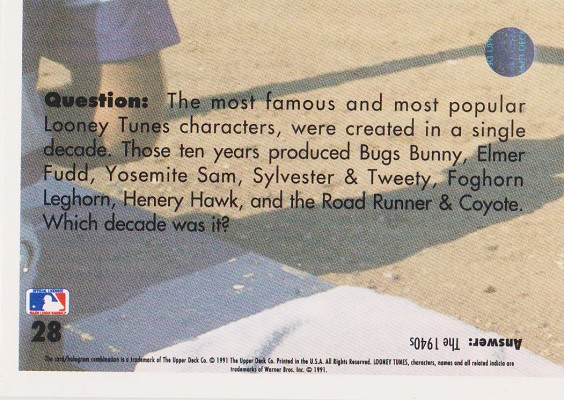 Question: The most famous and most popular
Looney Tunes characters, were created in a single
decade. Those ten years produced Bugs Bunny, Elmer
Fudd, Yosemite Sam, Sylvester & Tweety, Foghorn
Leghorn, Henery Hawk, and the Road Runner & Coyote.
Which decade was it?
28
Answer: The 1940s
The card/hologram combination is a trademark of The Upper Deck Co. © 1991 The Upper Deck Co. Printed in the U.S.A. All Rights Reserved. LOONEY TUNES, characters, names and all related indicia are
trademarks of Warner Bros. Inc. © 1991.